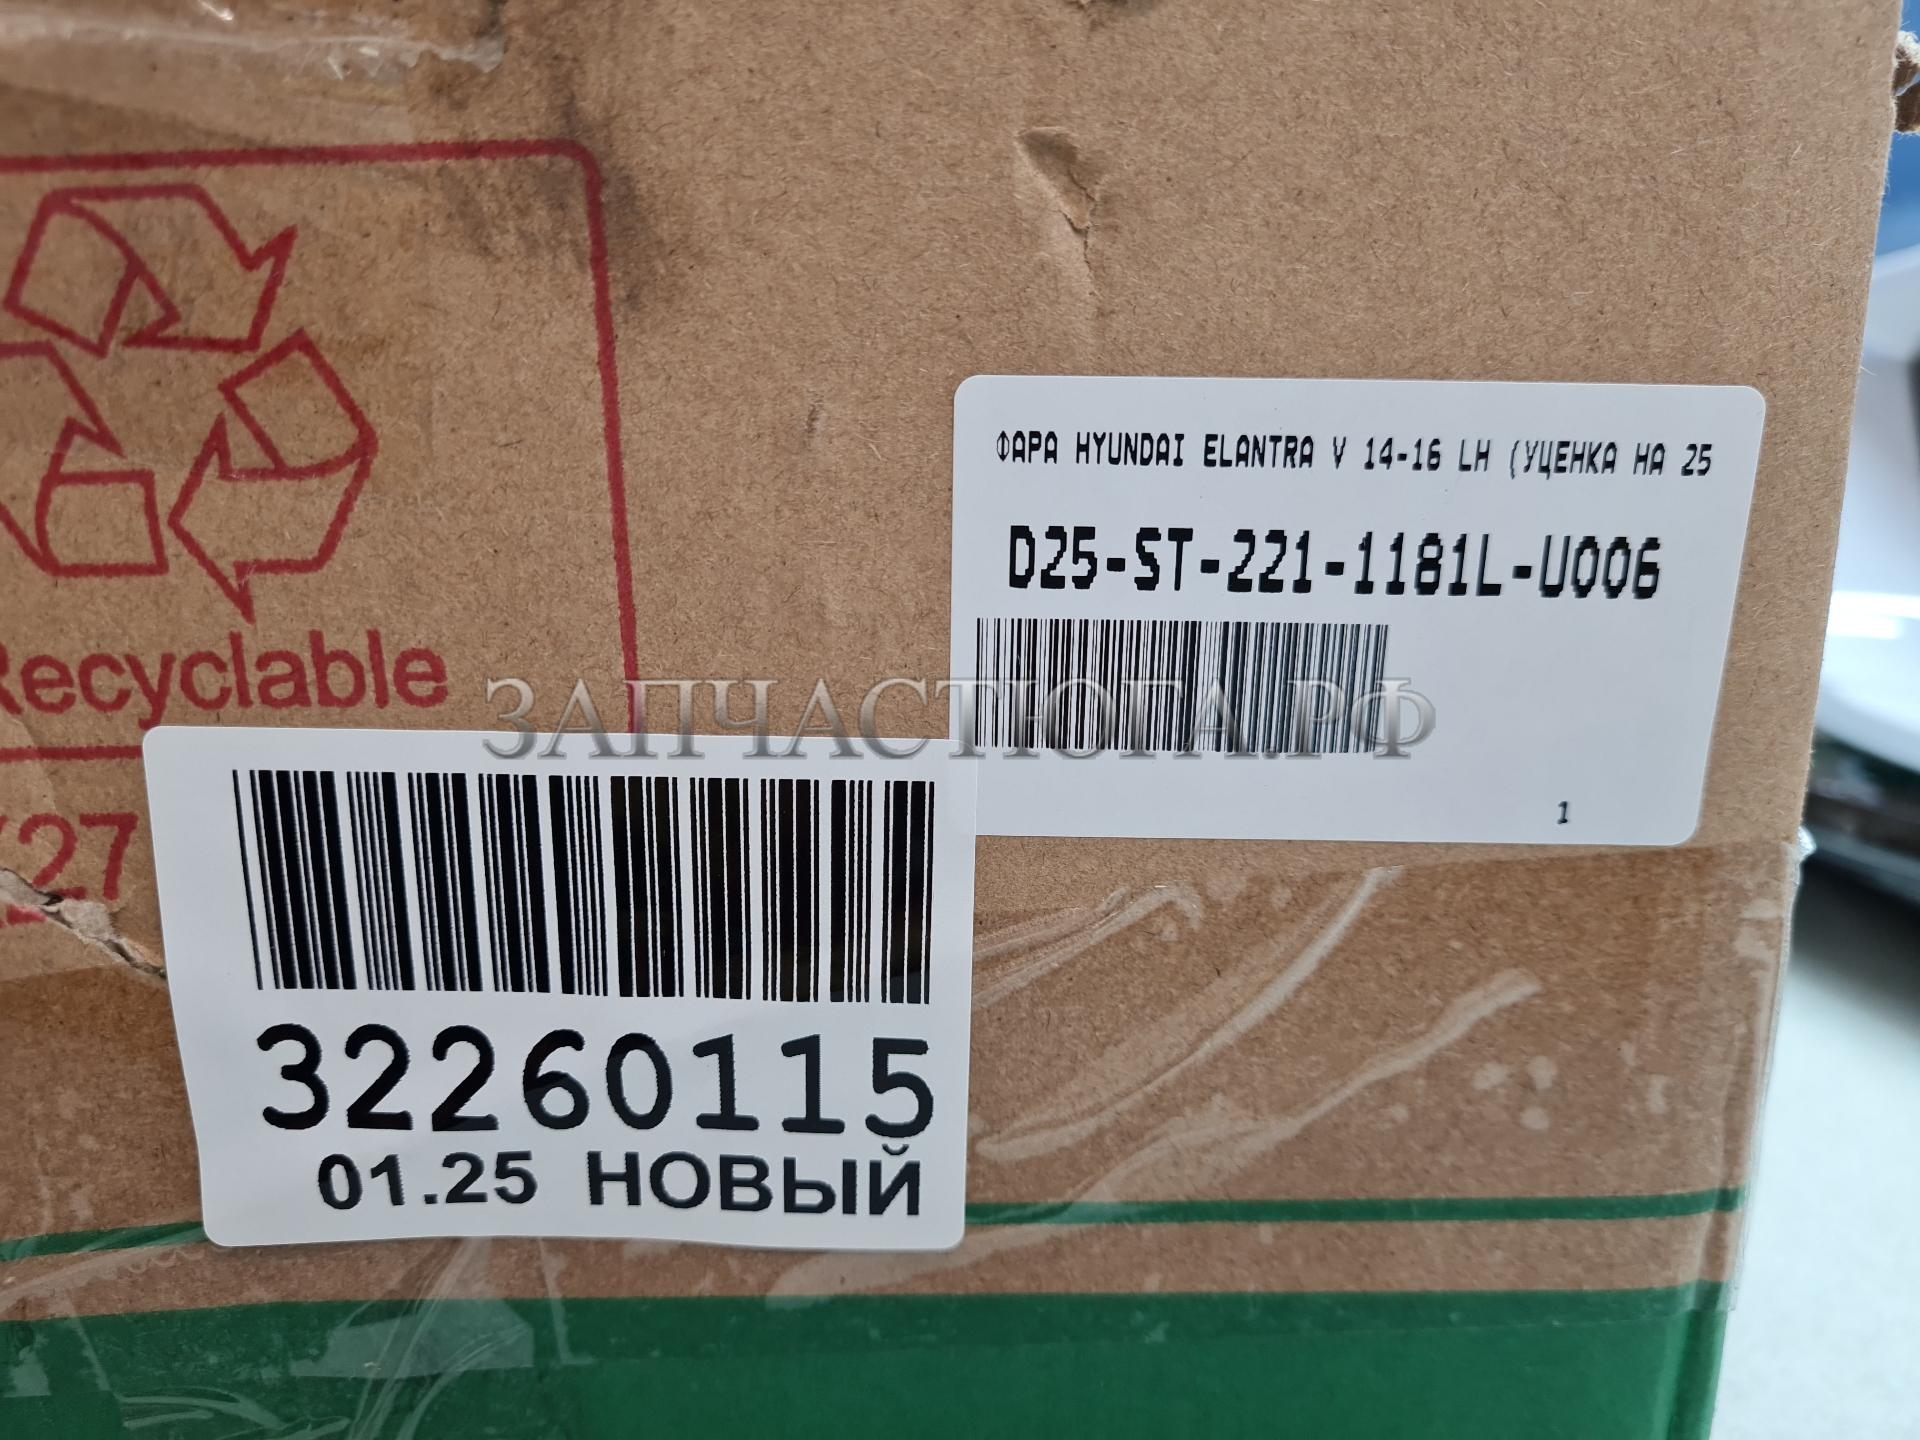 ФАРА HYUNDAI ELANTRA V 14-16 LH (УЦЕНКА НА 25
D25-ST-221-1181L-U006
Recyclable
ЗАПЧАСТЮГА.РФ
1
27
32260115
01.25 НОВЫЙ